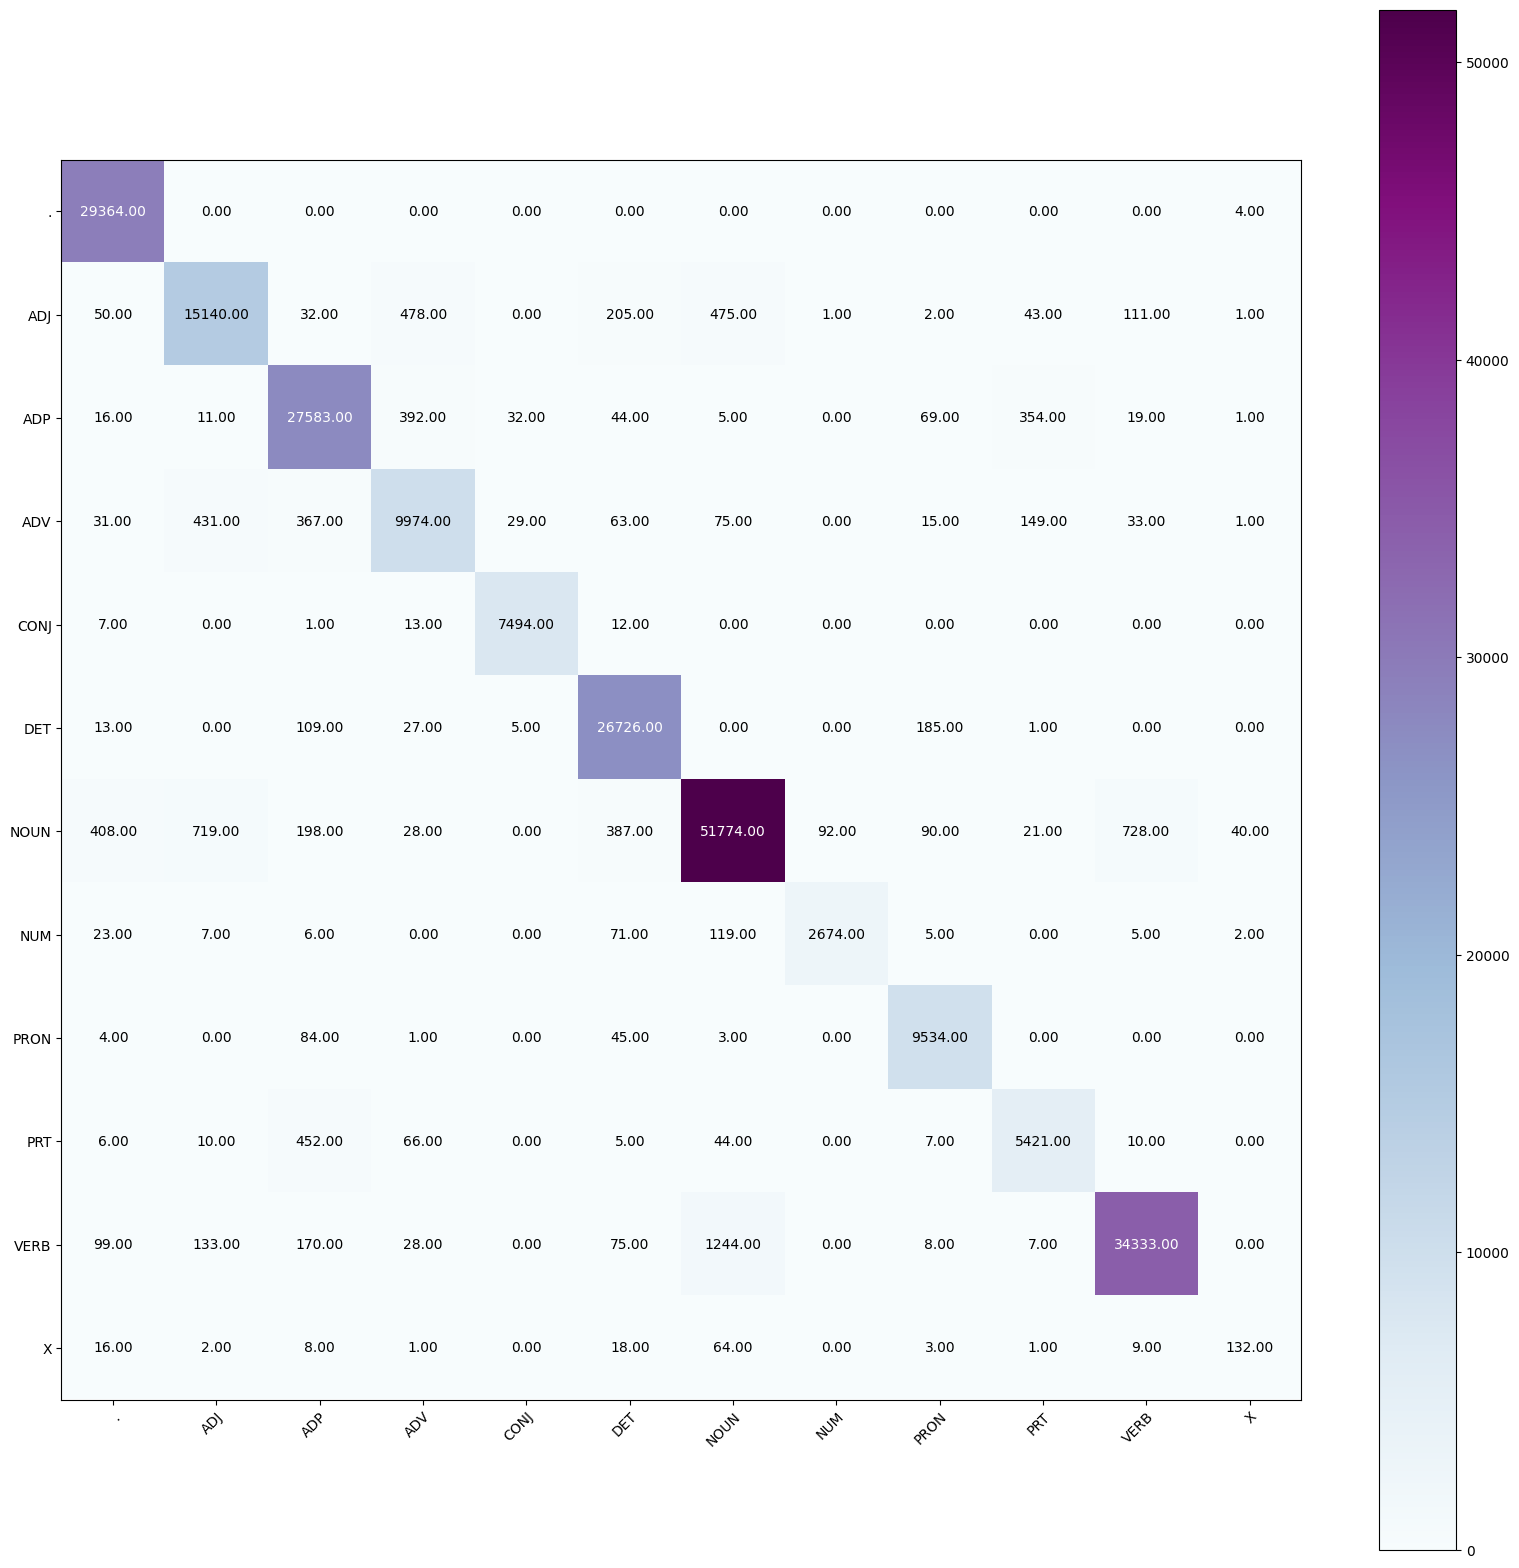 50000
. 29364.00 0.00 0.00 0.00 0.00 0.00 0.00 0.00 0.00 0.00 0.00 4.00
ADJ 50.00 15140.00 32.00 478.00 0.00 205.00 475.00 1.00 2.00 43.00 111.00 1.00
40000
ADP 16.00 11.00 27583.00 392.00 32.00 44.00 5.00 0.00 69.00 354.00 19.00 1.00
ADV 31.00 431.00 367.00 9974.00 29.00 63.00 75.00 0.00 15.00 149.00 33.00 1.00
CONJ 7.00 0.00 1.00 13.00 7494.00 12.00 0.00 0.00 0.00 0.00 0.00 0.00
30000
DET 13.00 0.00 109.00 27.00 5.00 26726.00 0.00 0.00 185.00 1.00 0.00 0.00
NOUN 408.00 719.00 198.00 28.00 0.00 387.00 51774.00 92.00 90.00 21.00 728.00 40.00
NUM 23.00 7.00 6.00 0.00 0.00 71.00 119.00 2674.00 5.00 0.00 5.00 2.00
20000
PRON 4.00 0.00 84.00 1.00 0.00 45.00 3.00 0.00 9534.00 0.00 0.00 0.00
PRT 6.00 10.00 452.00 66.00 0.00 5.00 44.00 0.00 7.00 5421.00 10.00 0.00
VERB 99.00 133.00 170.00 28.00 0.00 75.00 1244.00 0.00 8.00 7.00 34333.00 0.00
10000
X 16.00 2.00 8.00 1.00 0.00 18.00 64.00 0.00 3.00 1.00 9.00 132.00
. ADJ ADP ADV CONJ DET NOUN NUM PRON PRT VERB X
0